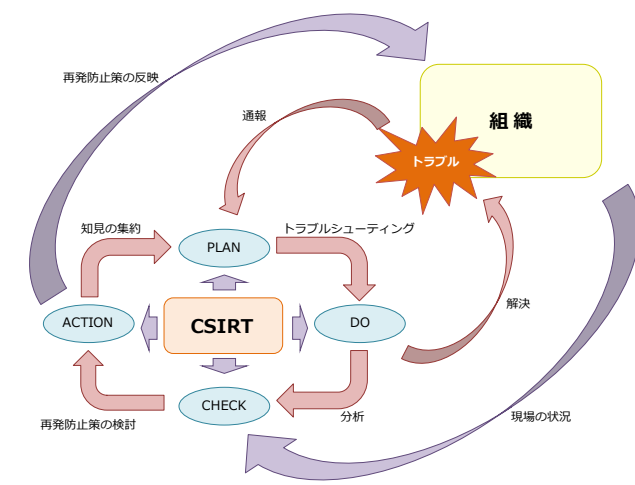 再発防止策の反映
組織
通報
トラブル
知見の集約
トラブルシューティング
PLAN
解決
ACTION
CSIRT
DO
CHECK
分析
再発防止策の検討
現場の状況